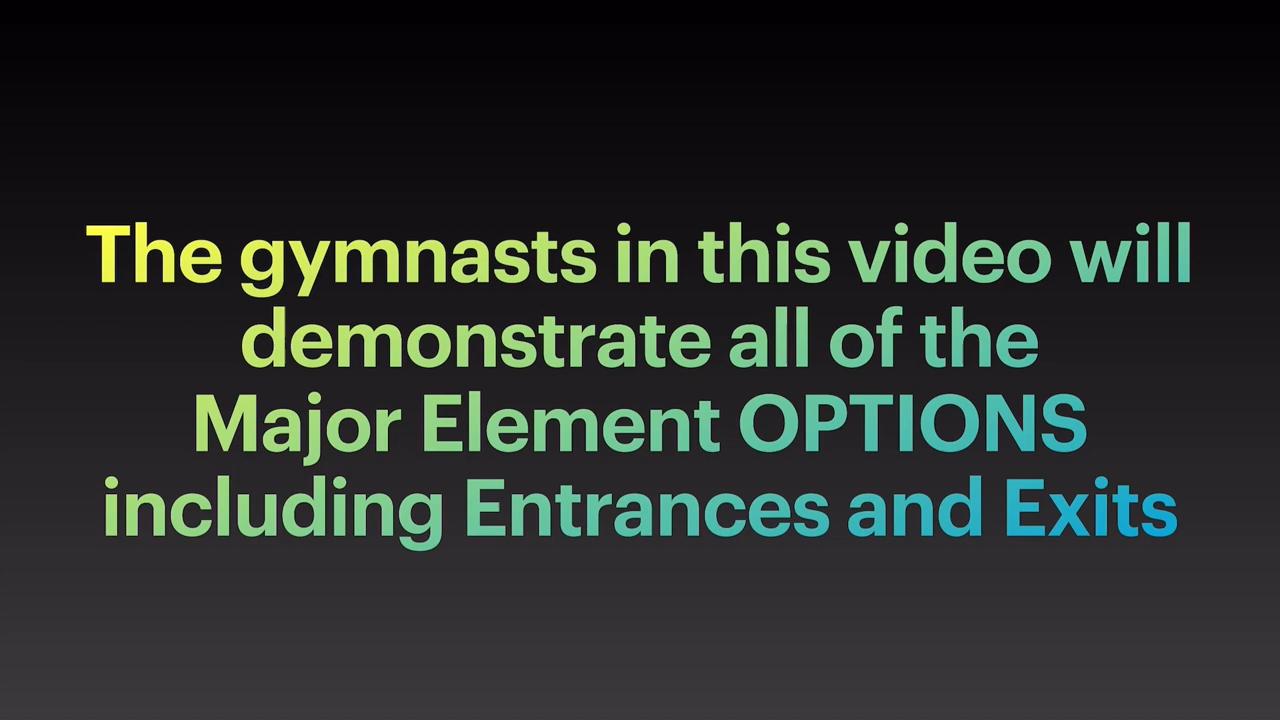 The gymnasts in this video will
demonstrate all of the
Major Element OPTIONS
including Entrances and Exits